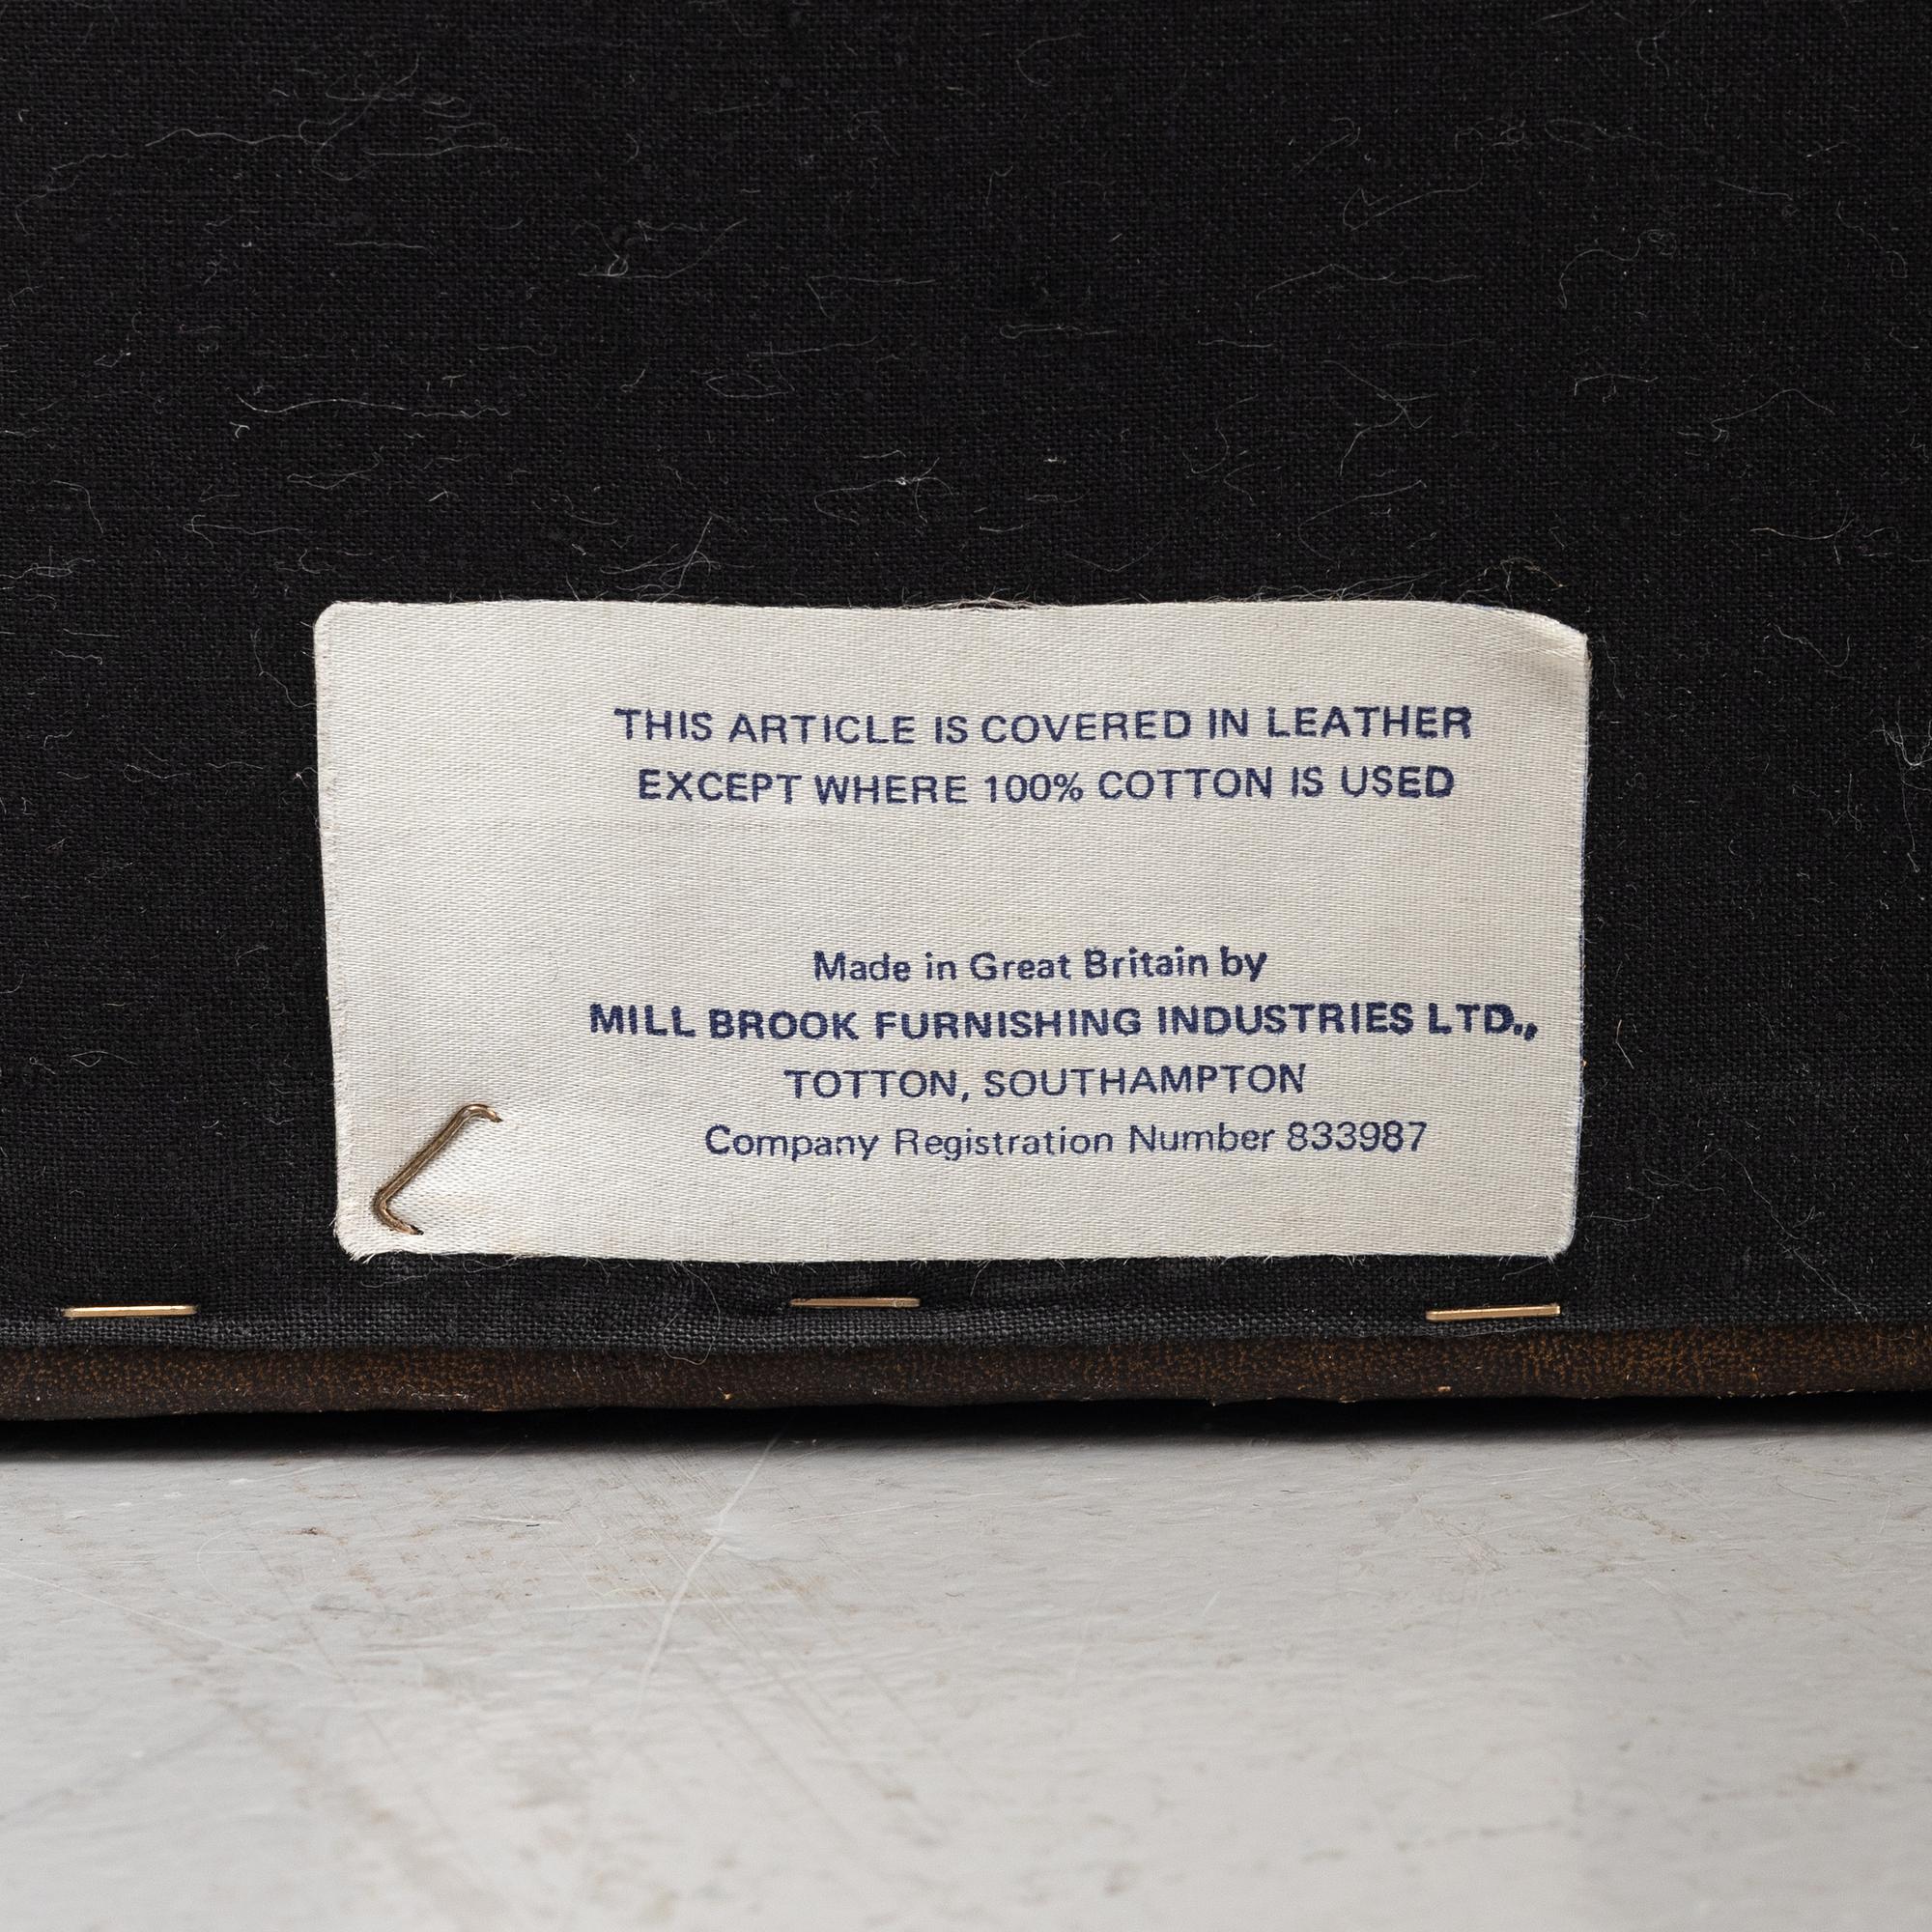 THIS ARTICLE IS COVERED IN LEATHER
EXCEPT WHERE 100% COTTON IS USED
Made in Great Britain by
MILL BROOK FURNISHING INDUSTRIES LTD.,
TOTTON, SOUTHAMPTON
Company Registration Number 833987